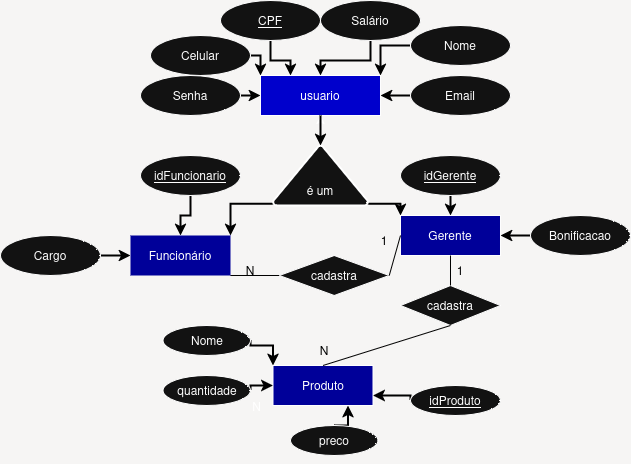 CPF
Salário
Celular
Nome
Senha
usuario
Email
idFuncionario
é um
idGerente
Cargo
Funcionário
N
cadastra
1
Gerente
Bonificacao
1
cadastra
N
Nome
Produto
quantidade
N
idProduto
preco